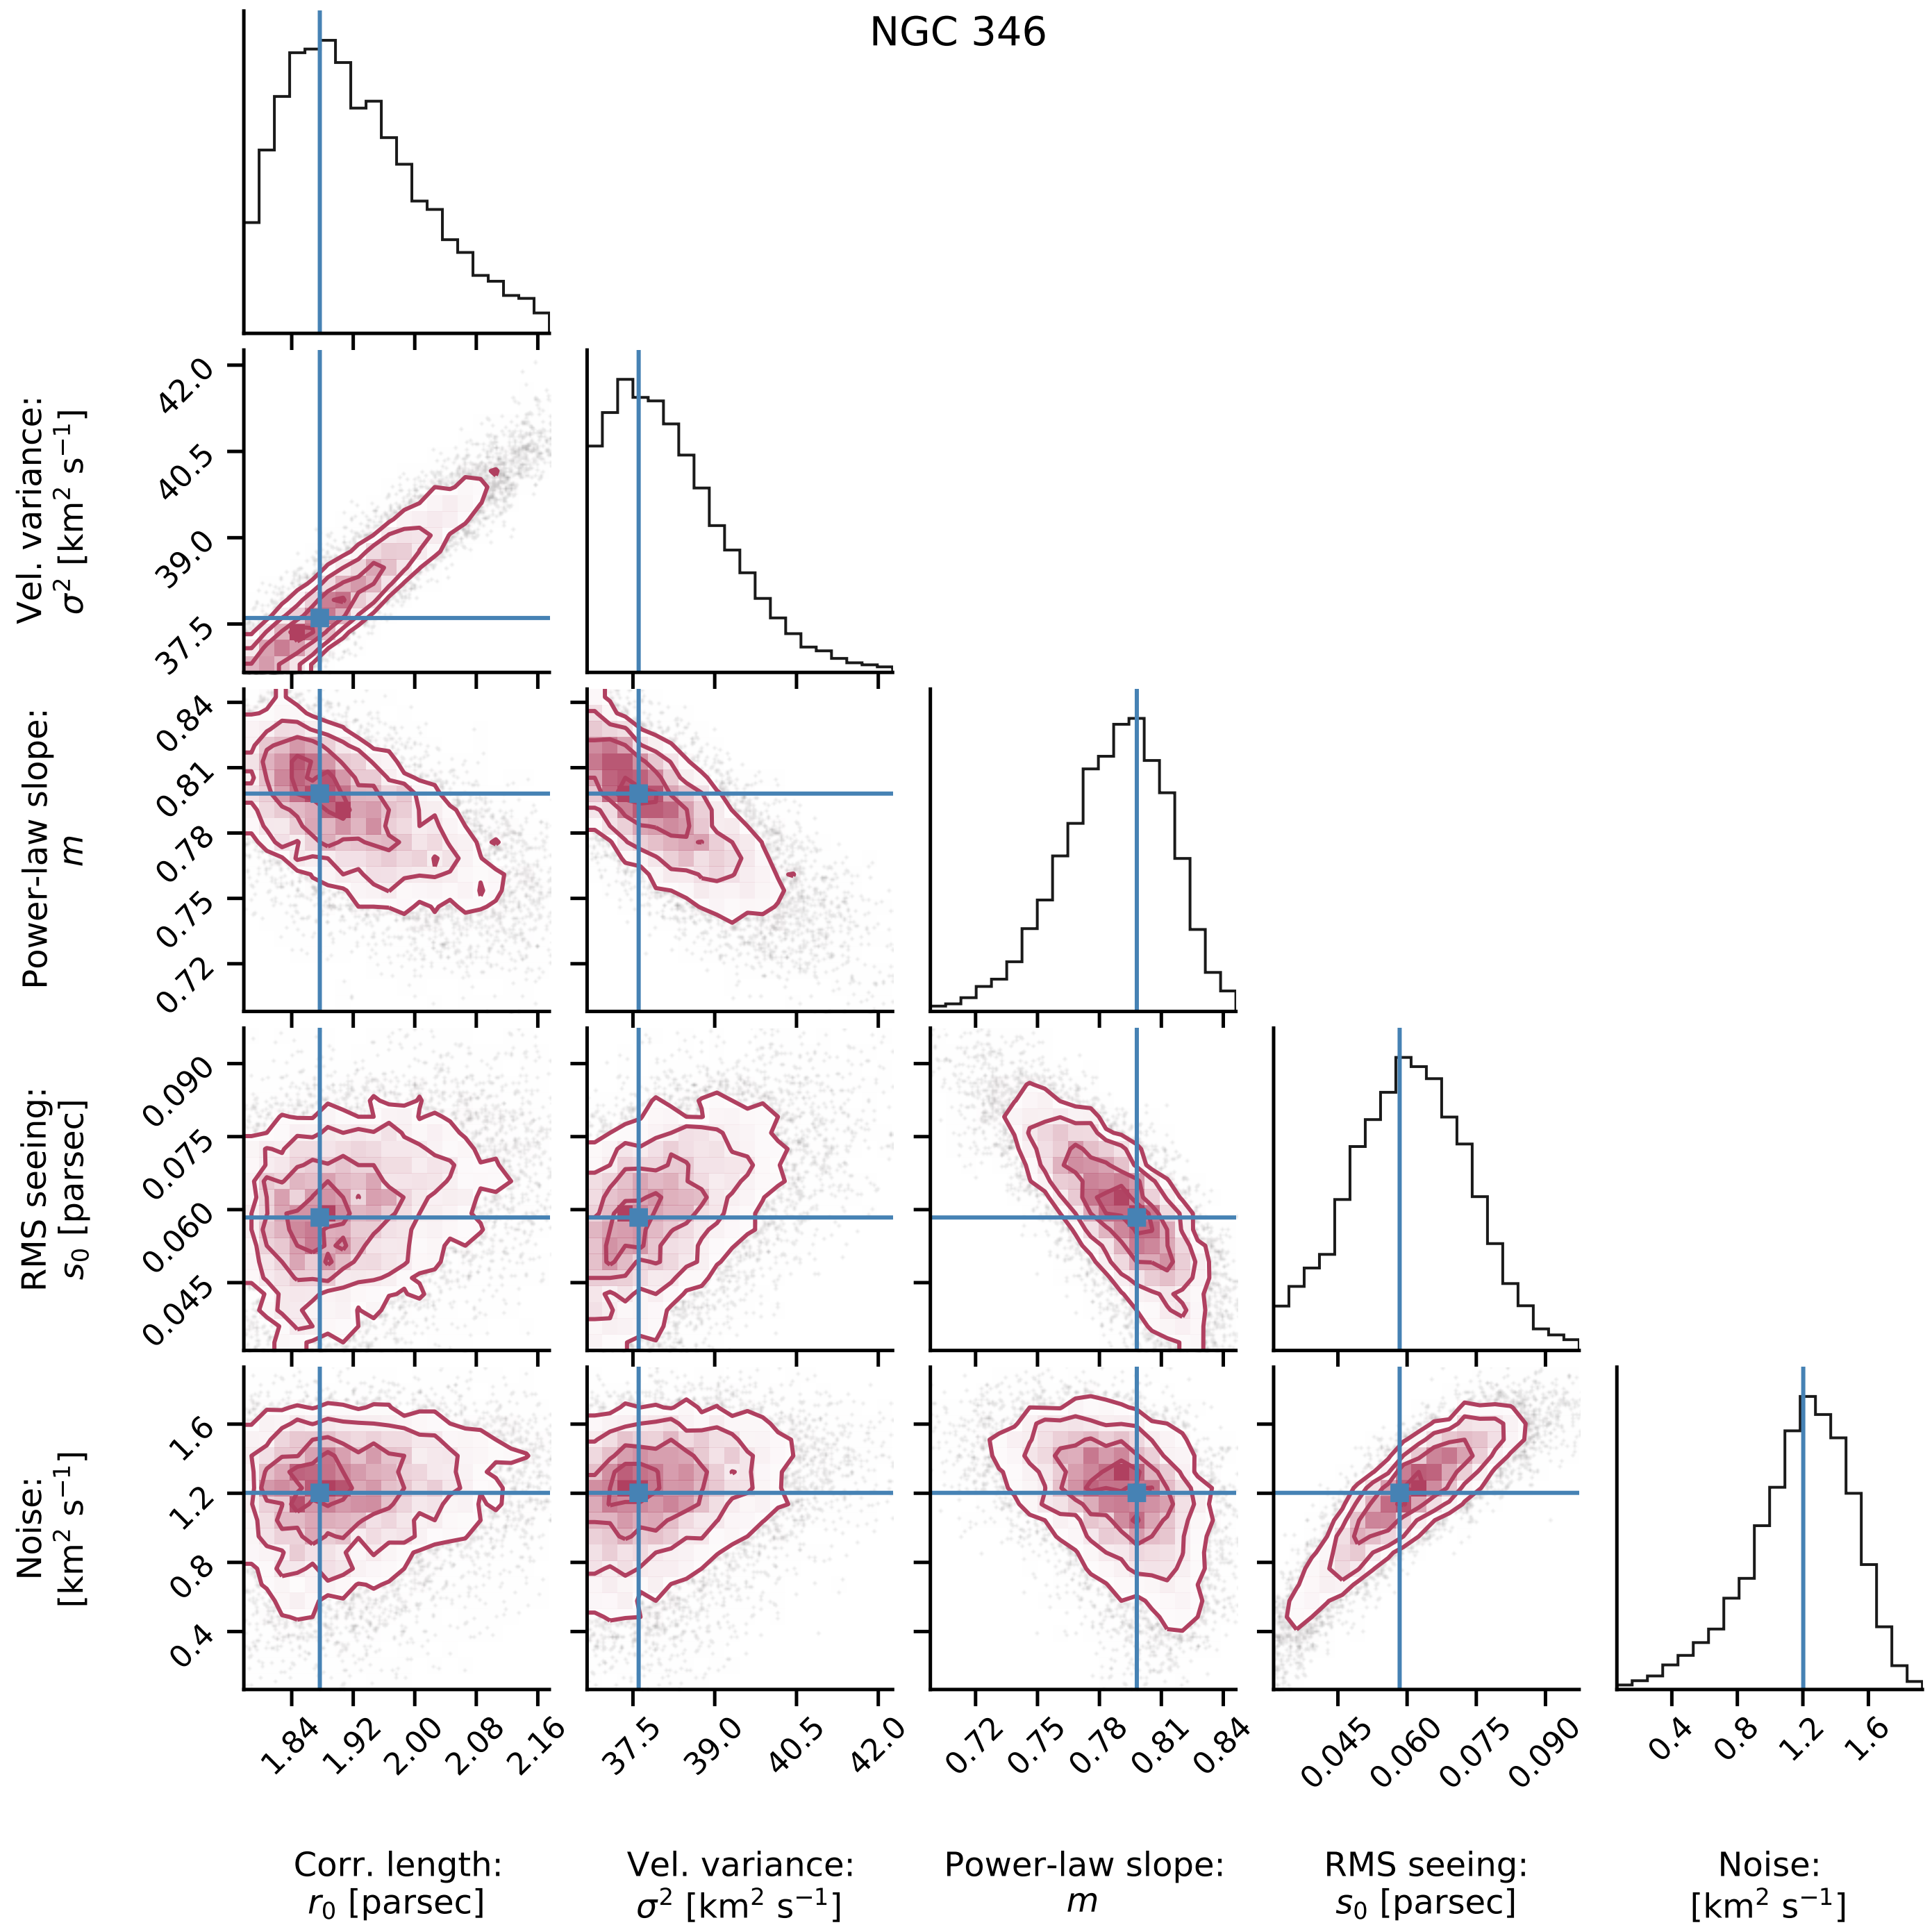 NGC 346
Vel. variance:
σ² [km² s⁻¹]
42.0
40.5
39.0
37.5
Power-law slope:
m
0.84
0.81
0.78
0.75
0.72
RMS seeing:
s₀ [parsec]
0.090
0.075
0.060
0.045
Noise:
[km² s⁻¹]
1.6
1.2
0.8
0.4
1.84 1.92 2.00 2.08 2.16
37.5 39.0 40.5 42.0
0.72 0.75 0.78 0.81 0.84
0.045 0.060 0.075 0.090
0.4 0.8 1.2 1.6
Corr. length:
r₀ [parsec]
Vel. variance:
σ² [km² s⁻¹]
Power-law slope:
m
RMS seeing:
s₀ [parsec]
Noise:
[km² s⁻¹]